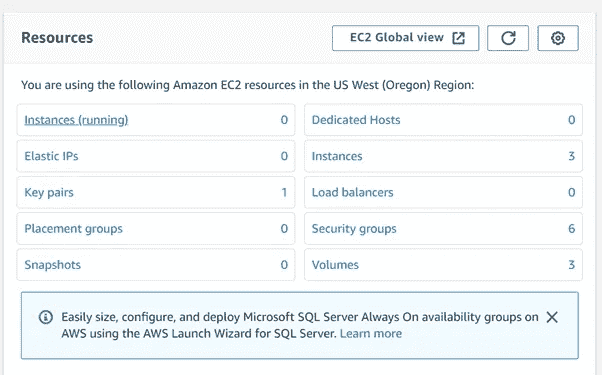 Resources
EC2 Global view
You are using the following Amazon EC2 resources in the US West (Oregon) Region:
Instances (running) 0 Dedicated Hosts 0
Elastic IPs 0 Instances 3
Key pairs 1 Load balancers 0
Placement groups 0 Security groups 6
Snapshots 0 Volumes 3
Easily size, configure, and deploy Microsoft SQL Server Always On availability groups on
AWS using the AWS Launch Wizard for SQL Server. Learn more